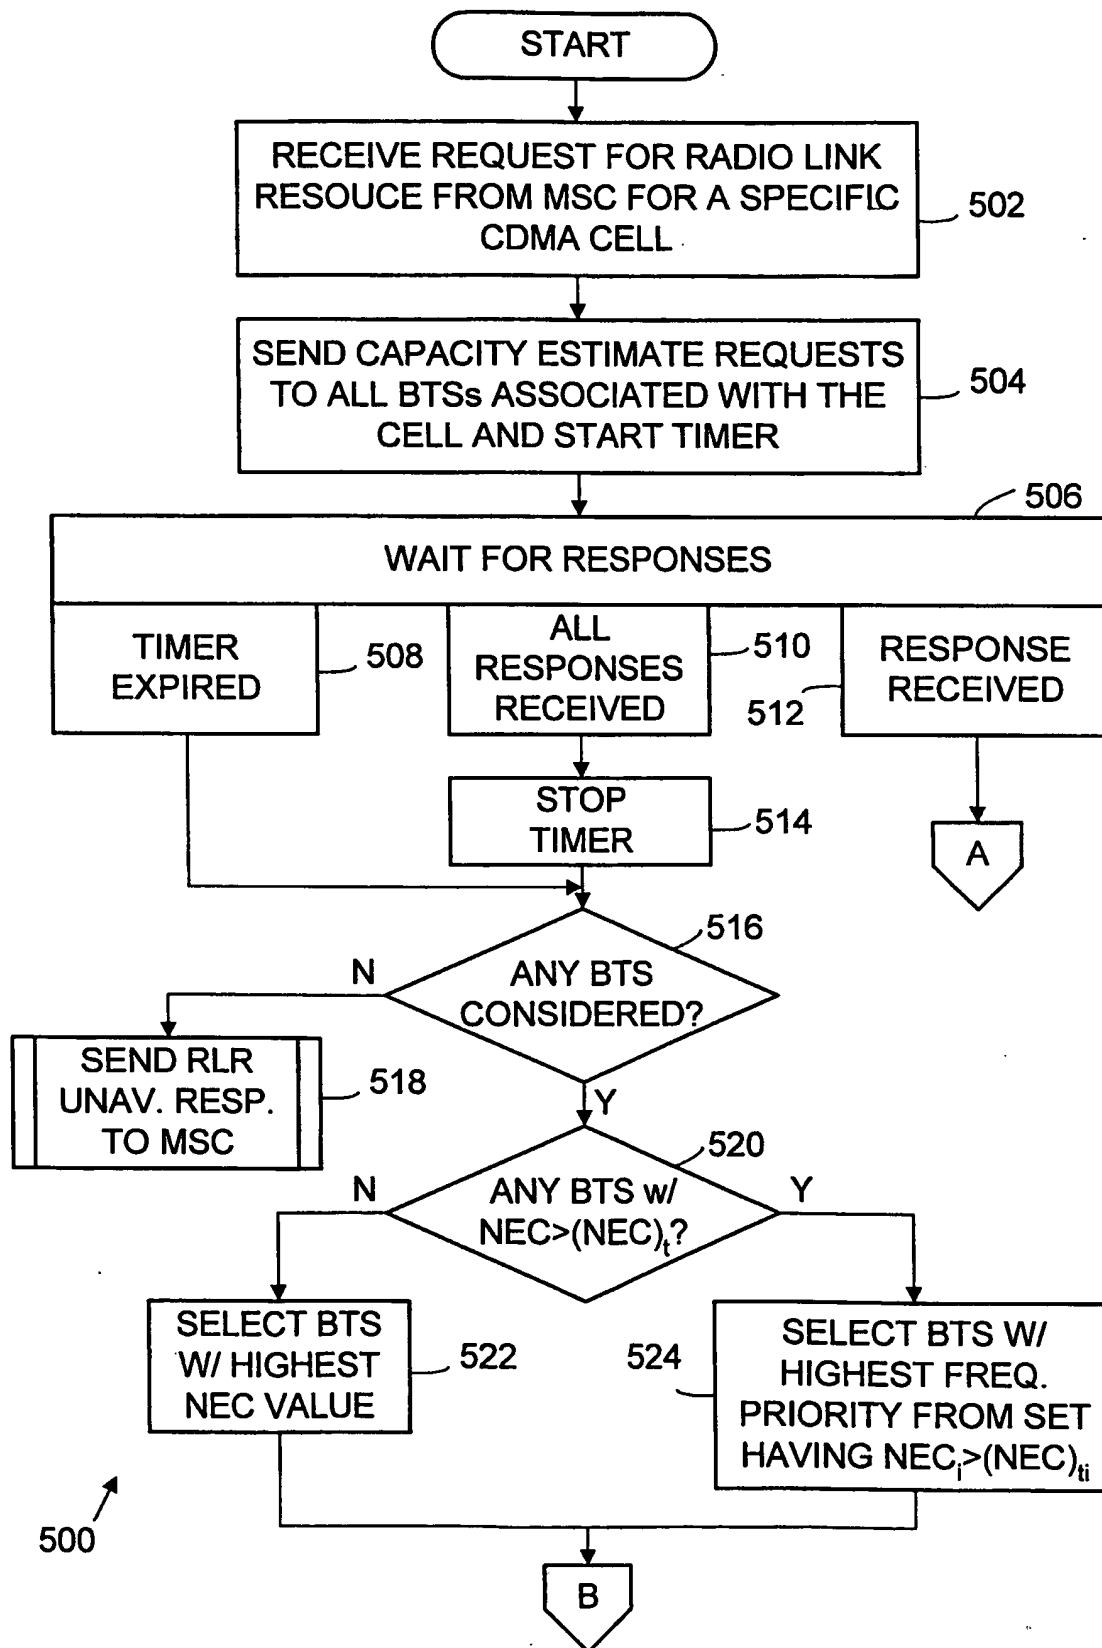 START
RECEIVE REQUEST FOR RADIO LINK
RESOUCE FROM MSC FOR A SPECIFIC
CDMA CELL
502
SEND CAPACITY ESTIMATE REQUESTS
TO ALL BTSs ASSOCIATED WITH THE
CELL AND START TIMER
504
506
WAIT FOR RESPONSES
TIMER
EXPIRED
508
ALL
RESPONSES
RECEIVED
510
512
RESPONSE
RECEIVED
STOP
TIMER
514
A
516
ANY BTS
CONSIDERED?
N
Y
SEND RLR
UNAV. RESP.
TO MSC
518
520
N
ANY BTS w/
NEC>(NEC)t?
Y
SELECT BTS
W/ HIGHEST
NEC VALUE
522
524
SELECT BTS W/
HIGHEST FREQ.
PRIORITY FROM SET
HAVING NECi>(NEC)ti
500
B